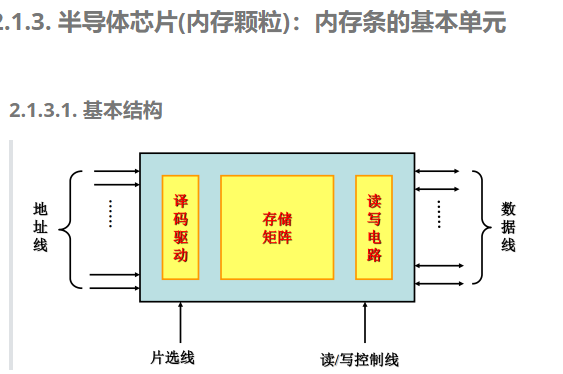 2.1.3. 半导体芯片(内存颗粒)：内存条的基本单元
2.1.3.1. 基本结构
地址线
译码驱动
存储
矩阵
读写电路
数据线
片选线
读/写控制线